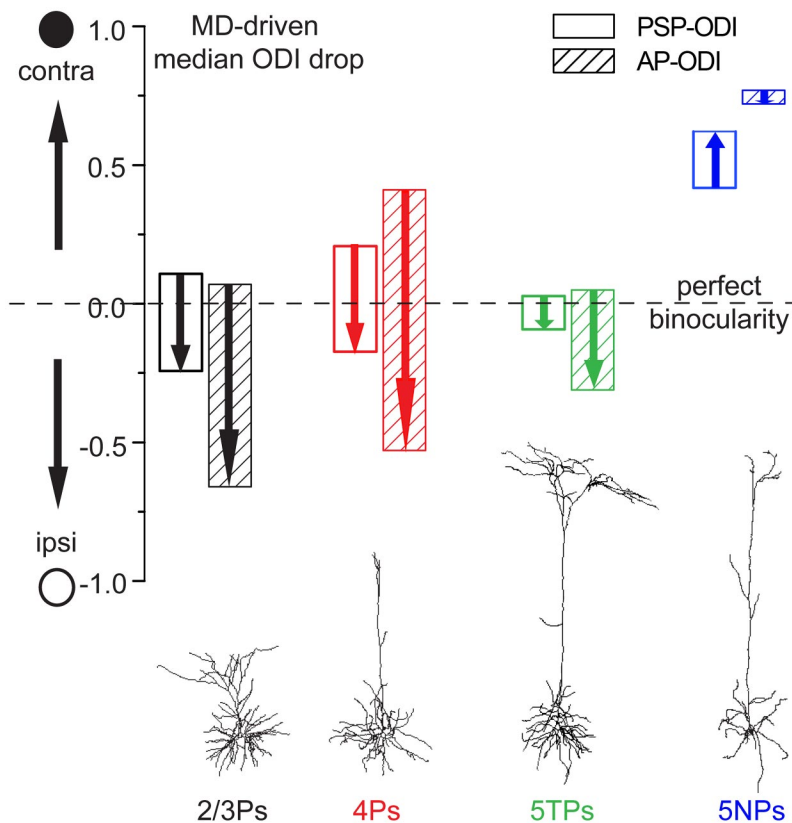 1.0
contra
MD-driven
median ODI drop
PSP-ODI
AP-ODI
0.5
0.0
perfect
binocularity
-0.5
ipsi
-1.0
2/3Ps
4Ps
5TPs
5NPs